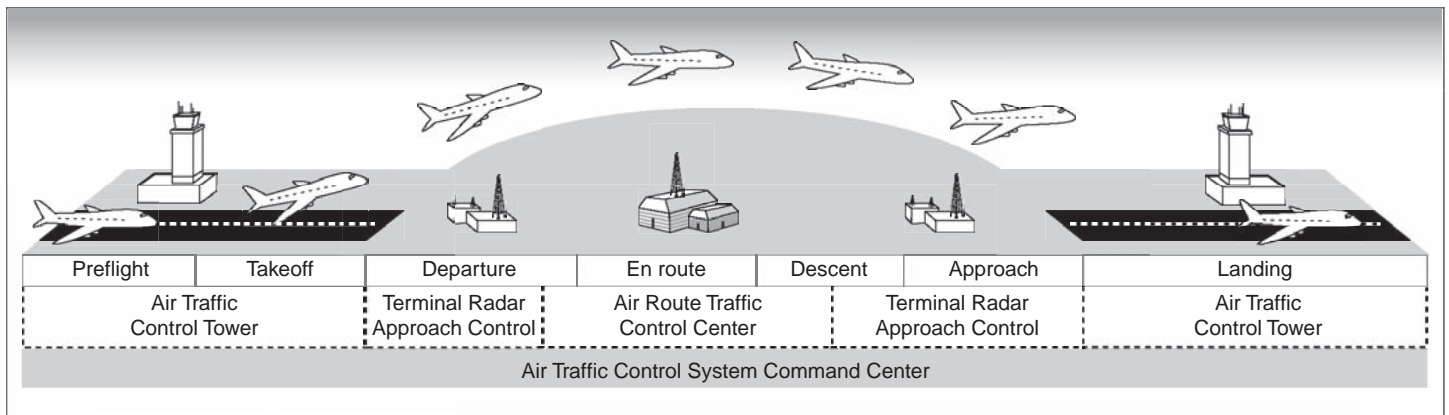 Preflight Takeoff Departure En route Descent Approach Landing
Air Traffic
Control Tower
Terminal Radar
Approach Control
Air Route Traffic
Control Center
Terminal Radar
Approach Control
Air Traffic
Control Tower
Air Traffic Control System Command Center